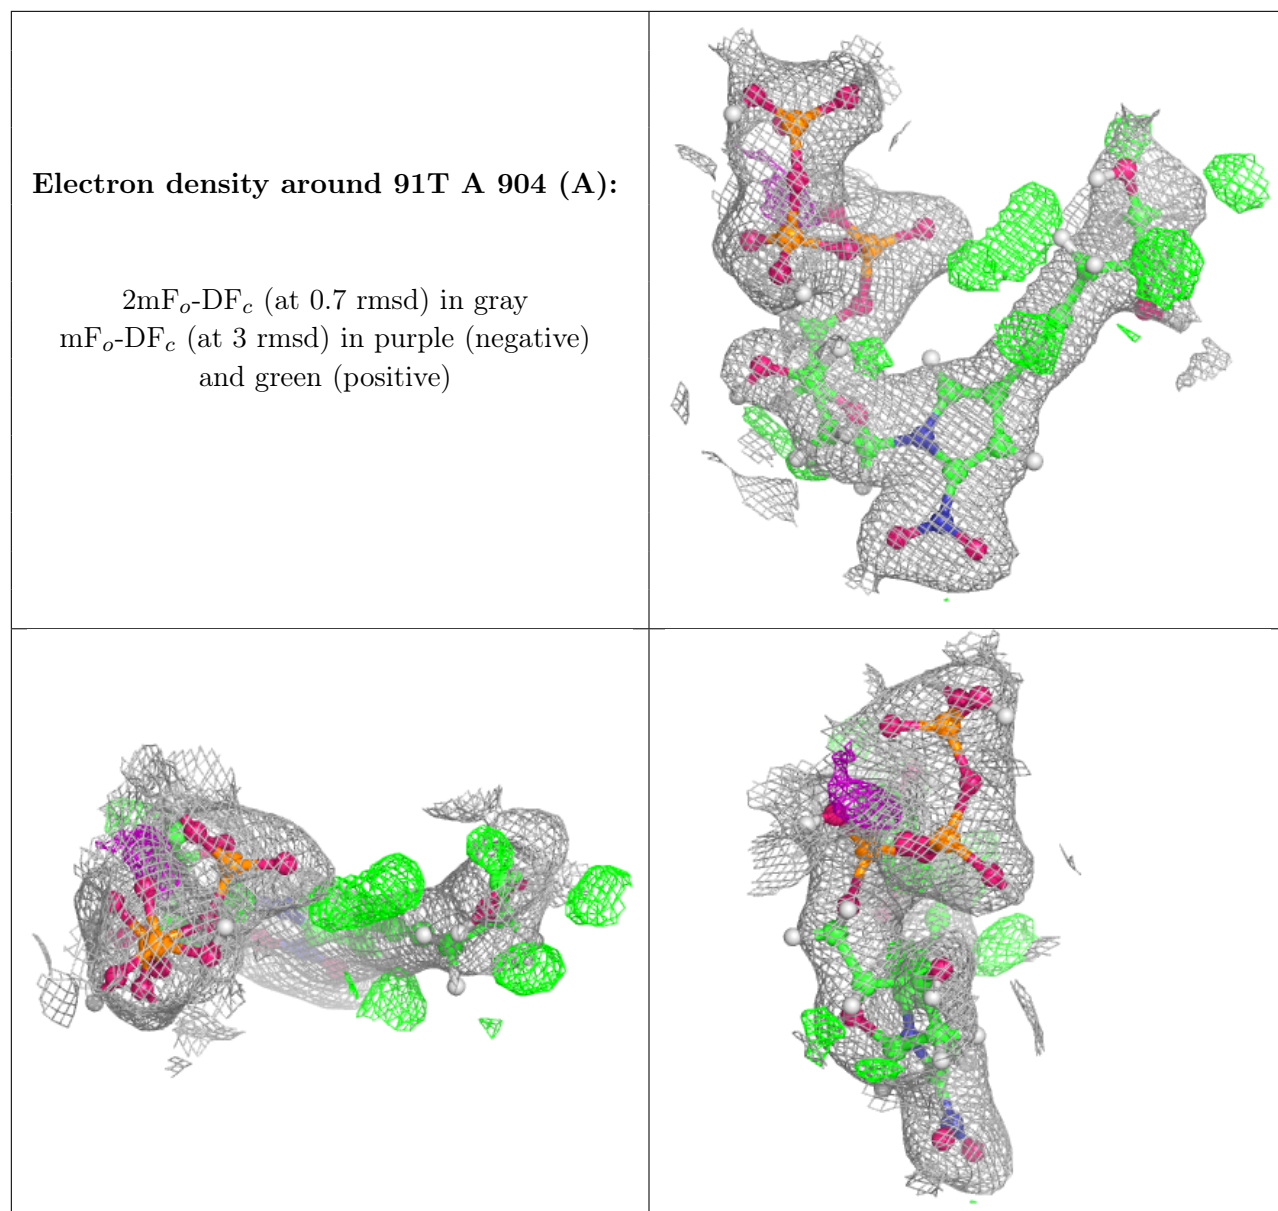 Electron density around 91T A 904 (A):
2mFo-DFc (at 0.7 rmsd) in gray
mFo-DFc (at 3 rmsd) in purple (negative)
and green (positive)